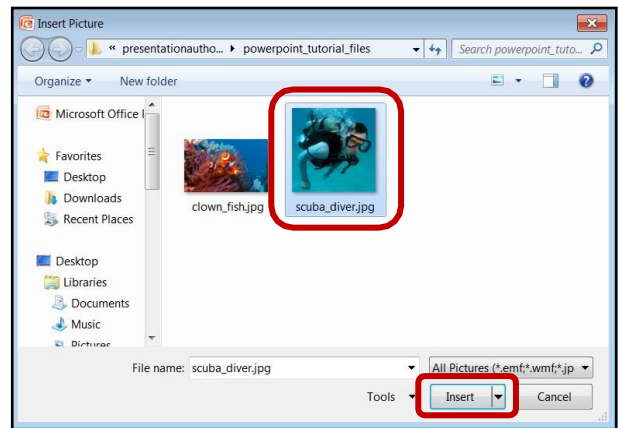 Insert Picture
« presentationautho... powerpoint_tutorial_files
Search powerpoint_tuto...
Organize New folder
Microsoft Office
Favorites
Desktop
Downloads
Recent Places
Desktop
Libraries
Documents
Music
Pictures
clown_fish.jpg scuba_diver.jpg
File name: scuba_diver.jpg All Pictures (*.emf;*.wmf;*.jp
Tools Insert Cancel